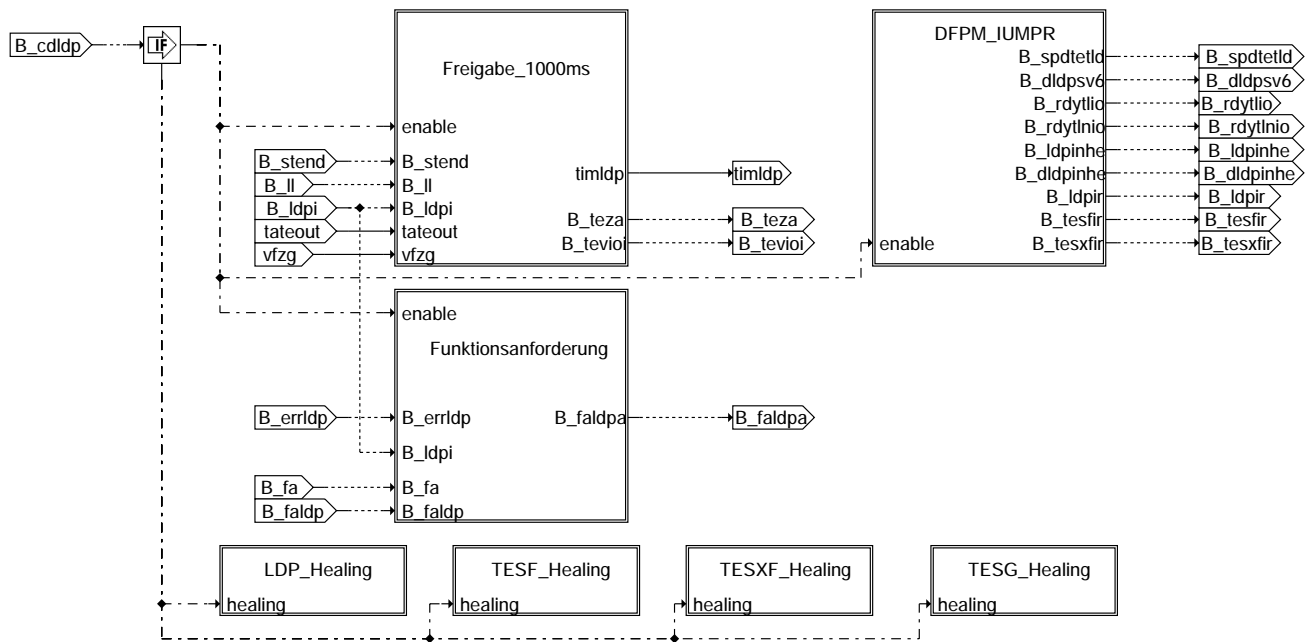 B_cdldp
IF
Freigabe_1000ms
enable
B_stend B_stend
B_ll B_ll
B_ldpi B_ldpi
tateout tateout
vfzg vfzg
timldp timldp
B_teza B_teza
B_tevioi B_tevioi
DFPM_IUMPR
B_spdtetld B_spdtetld
B_dldpsv6 B_dldpsv6
B_rdytlio B_rdytlio
B_rdytlnio B_rdytlnio
B_ldpinhe B_ldpinhe
B_dldpinhe B_dldpinhe
B_ldpir B_ldpir
B_tesfir B_tesfir
B_tesxfir B_tesxfir
enable
enable
Funktionsanforderung
B_errldp B_errldp B_faldpa B_faldpa
B_ldpi
B_fa B_fa
B_faldp B_faldp
LDP_Healing
healing
TESF_Healing
healing
TESXF_Healing
healing
TESG_Healing
healing